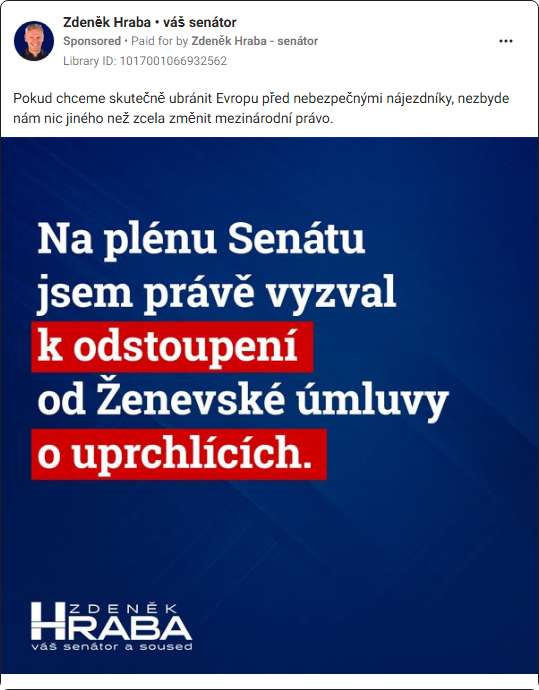 Zdeněk Hraba • váš senátor
Sponsored • Paid for by Zdeněk Hraba - senátor
Library ID: 1017001066932562
Pokud chceme skutečně ubránit Evropu před nebezpečnými nájezdníky, nezbyde
nám nic jiného než zcela změnit mezinárodní právo.
Na plénu Senátu
jsem právě vyzval
k odstoupení
od Ženevské úmluvy
o uprchlících.
ZDENĚK
HRABA
váš senátor a soused